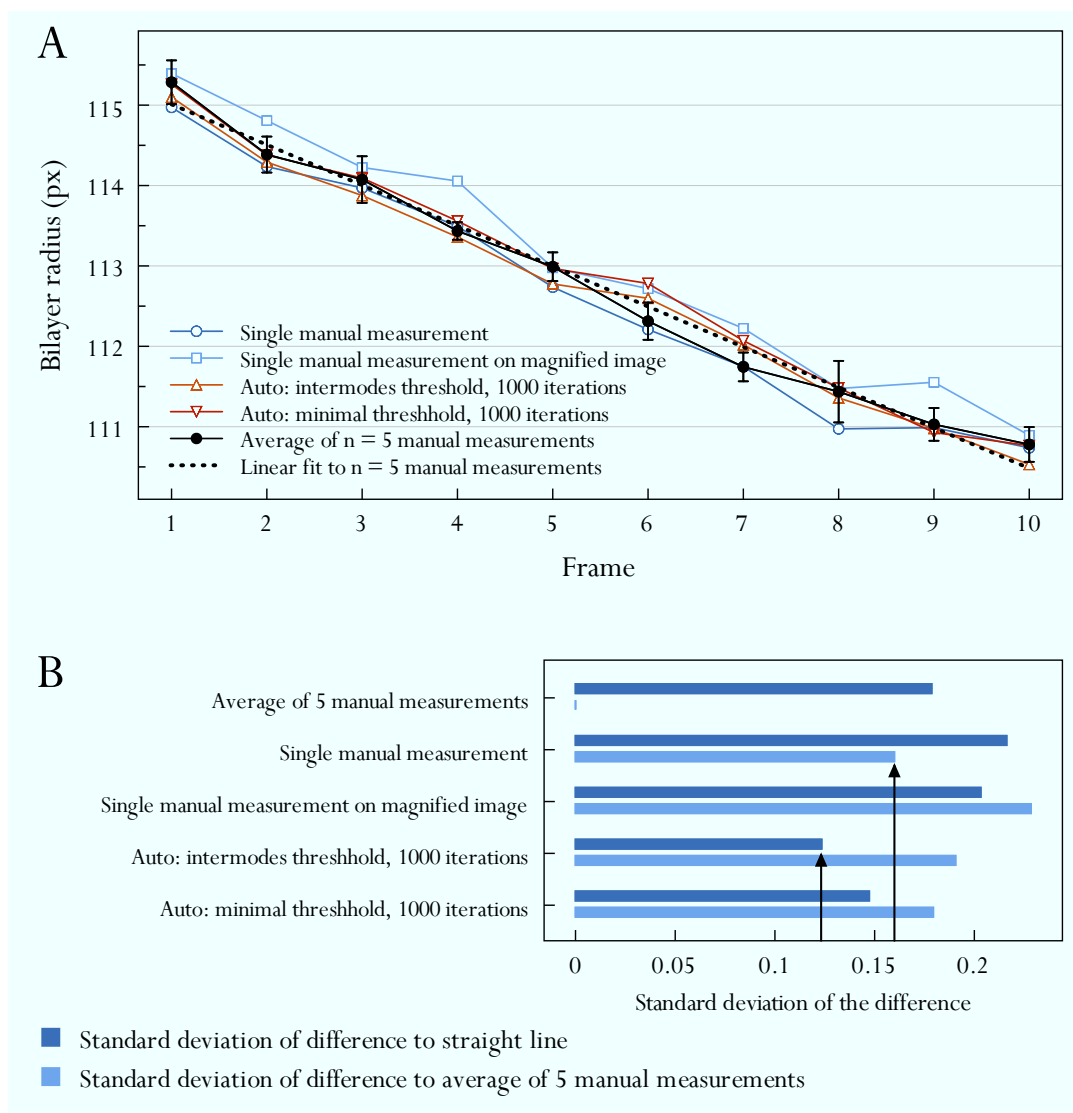 A
115
114
113
112
111
Bilayer radius (px)
Single manual measurement
Single manual measurement on magnified image
Auto: intermodes threshold, 1000 iterations
Auto: minimal threshhold, 1000 iterations
Average of n = 5 manual measurements
Linear fit to n = 5 manual measurements
1 2 3 4 5 6 7 8 9 10
Frame
B
Average of 5 manual measurements
Single manual measurement
Single manual measurement on magnified image
Auto: intermodes threshhold, 1000 iterations
Auto: minimal threshhold, 1000 iterations
0 0.05 0.1 0.15 0.2
Standard deviation of the difference
Standard deviation of difference to straight line
Standard deviation of difference to average of 5 manual measurements